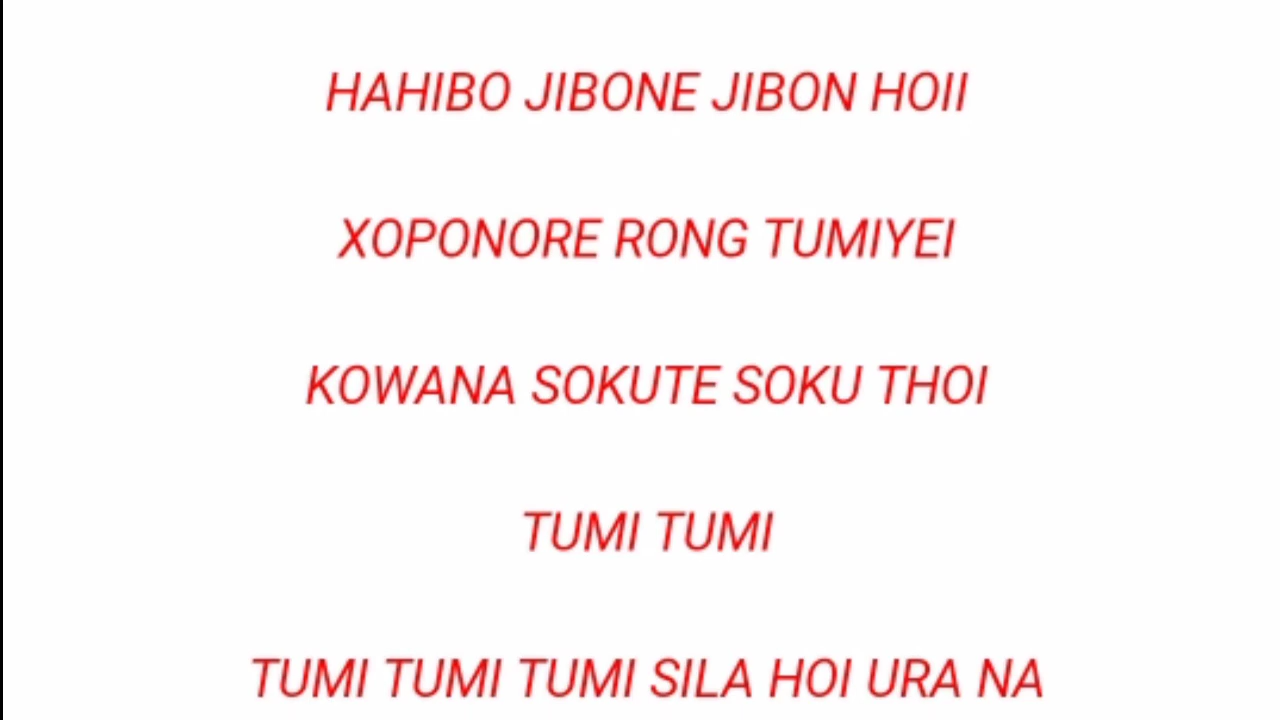 HAHIBO JIBONE JIBON HOII
XOPONORE RONG TUMIYEI
KOWANA SOKUTE SOKU THOI
TUMI TUMI
TUMI TUMI TUMI SILA HOI URA NA